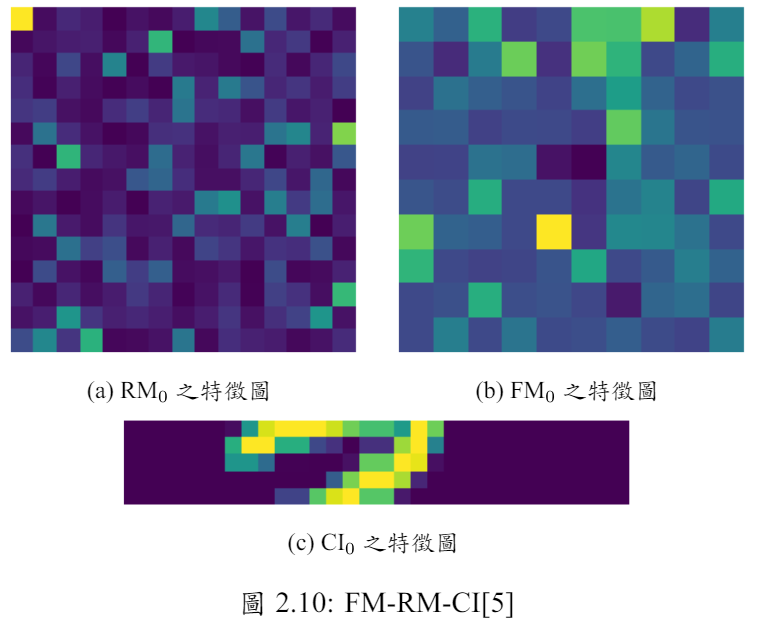 (a) RM₀ 之特徵圖
(b) FM₀ 之特徵圖
(c) CI₀ 之特徵圖
圖 2.10: FM-RM-CI[5]